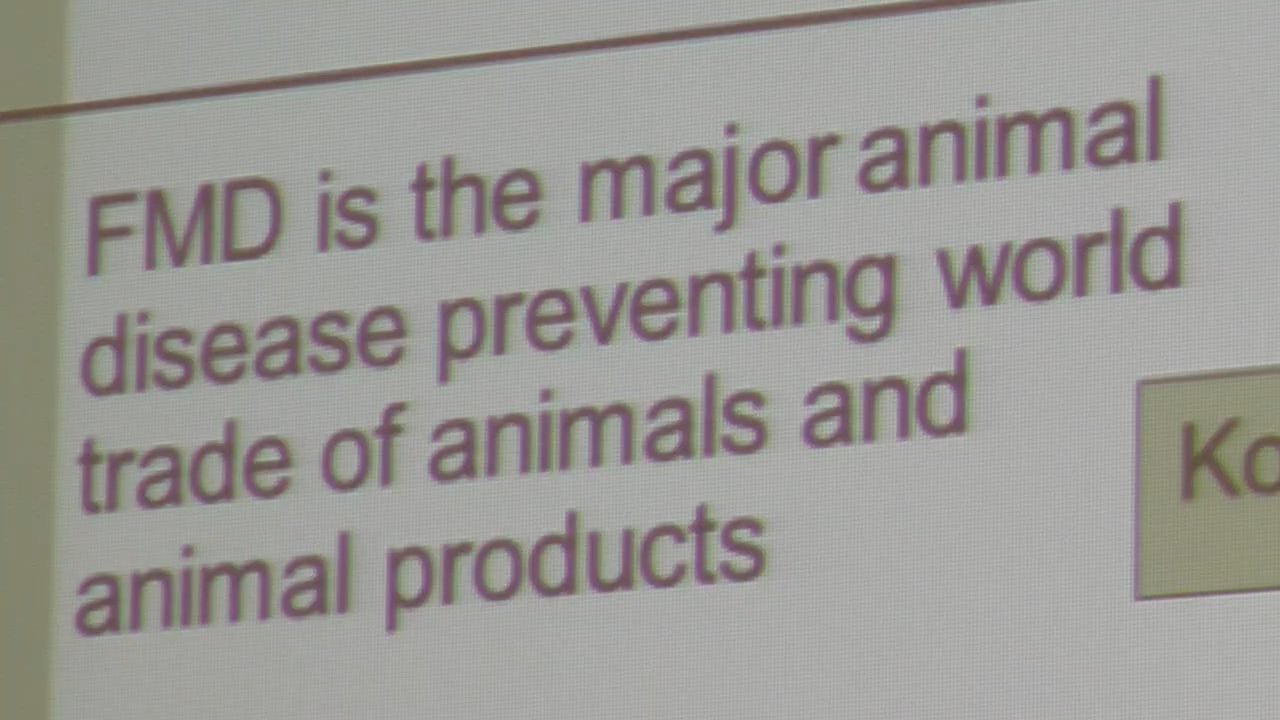 FMD is the major animal
disease preventing world
trade of animals and
animal products